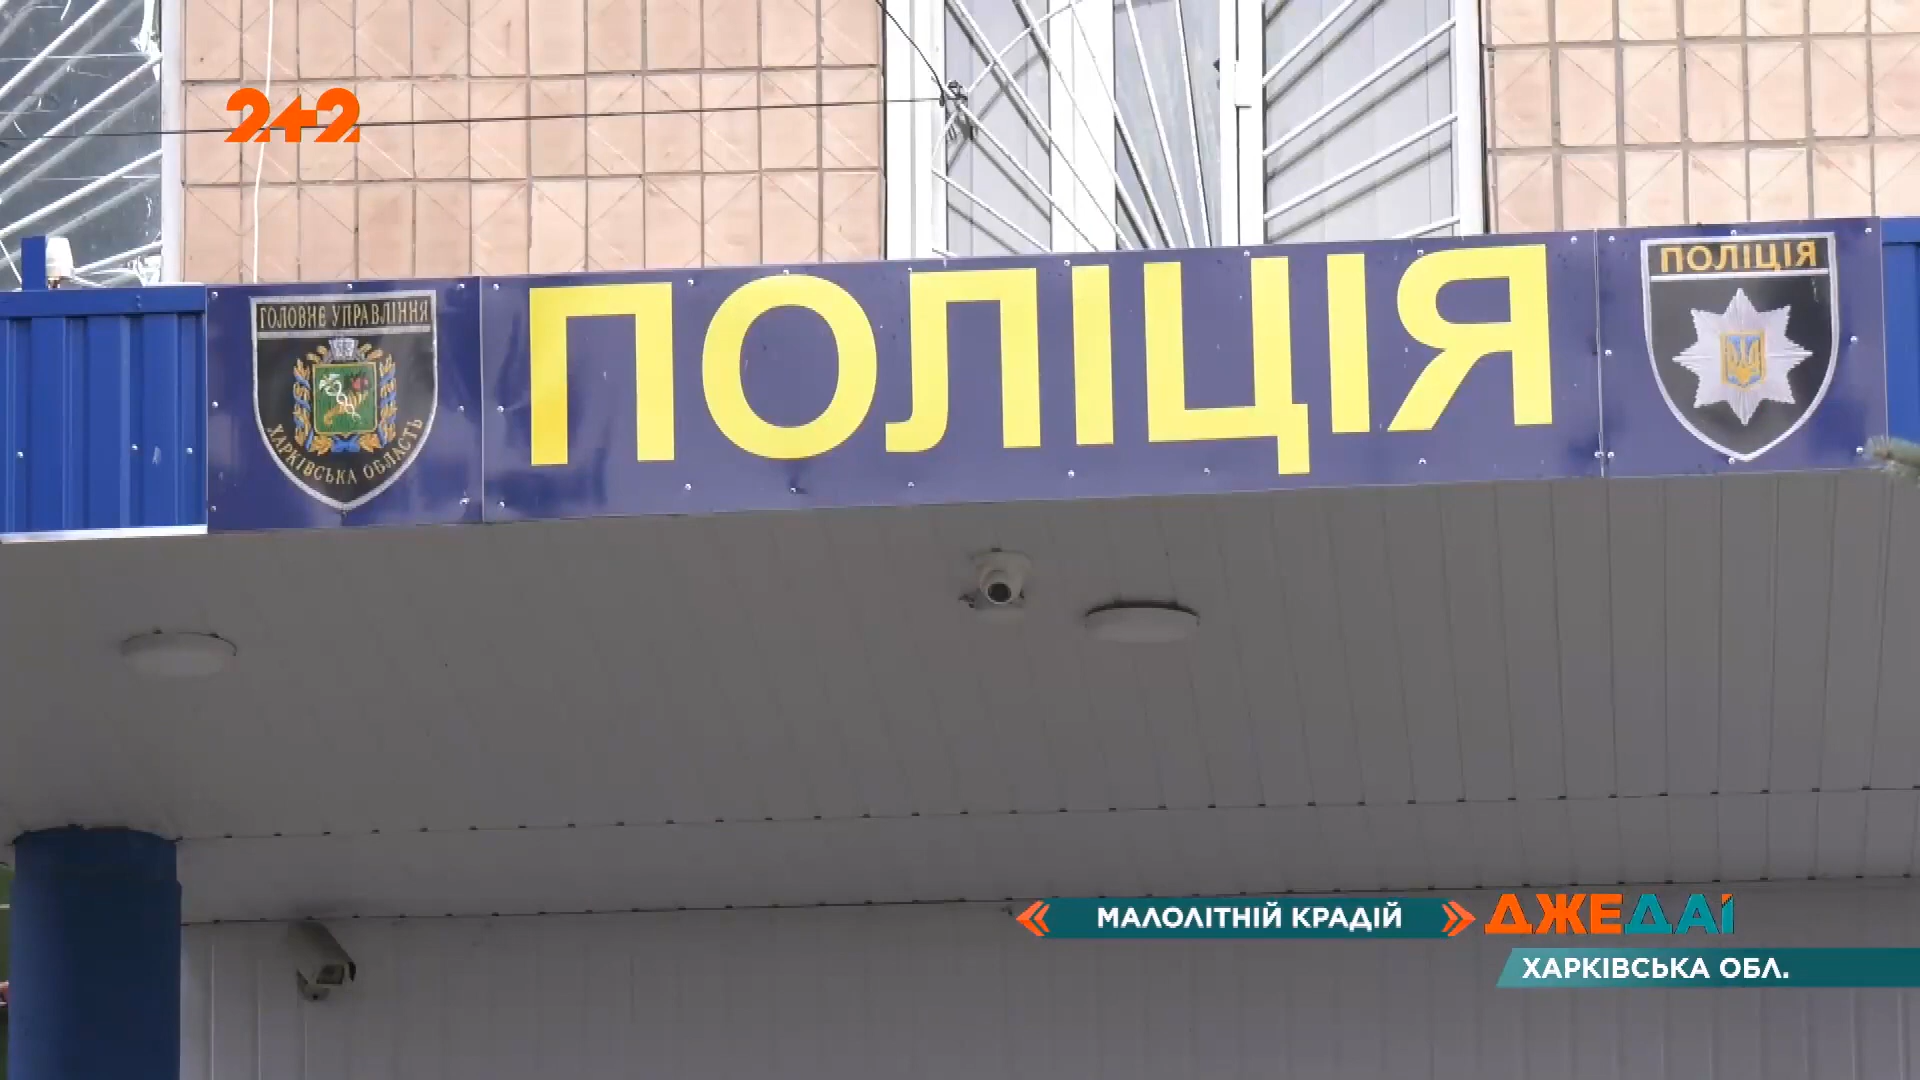 2+2
ГОЛОВНЕ УПРАВЛІННЯ
ХАРКІВСЬКА ОБЛАСТЬ
ПОЛІЦІЯ
ПОЛІЦІЯ
МАЛОЛІТНІЙ КРАДІЙ
ДЖЕДАІ
ХАРКІВСЬКА ОБЛ.